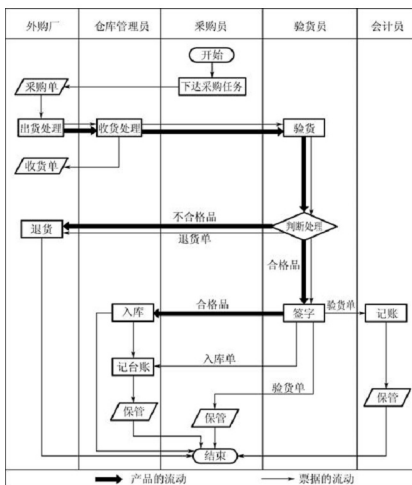 外购厂 仓库管理员 采购员 验货员 会计员
开始
采购单 下达采购任务
出货处理 收货处理 验货
收货单
不合格品 判断处理
退货
退货单
合格品
合格品 验货单
入库 签字 记账
入库单
记台账
验货单
保管 保管 保管
结束
产品的流动 票据的流动